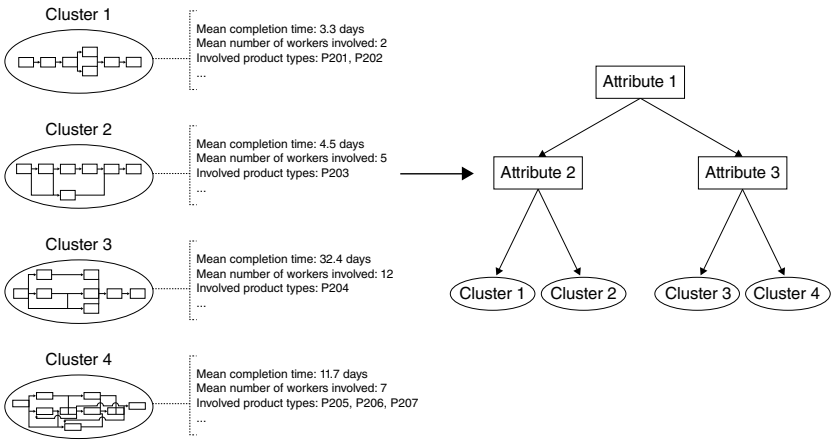 Cluster 1
Mean completion time: 3.3 days
Mean number of workers involved: 2
Involved product types: P201, P202
...
Cluster 2
Mean completion time: 4.5 days
Mean number of workers involved: 5
Involved product types: P203
...
Cluster 3
Mean completion time: 32.4 days
Mean number of workers involved: 12
Involved product types: P204
...
Cluster 4
Mean completion time: 11.7 days
Mean number of workers involved: 7
Involved product types: P205, P206, P207
...
Attribute 1
Attribute 2
Attribute 3
Cluster 1
Cluster 2
Cluster 3
Cluster 4